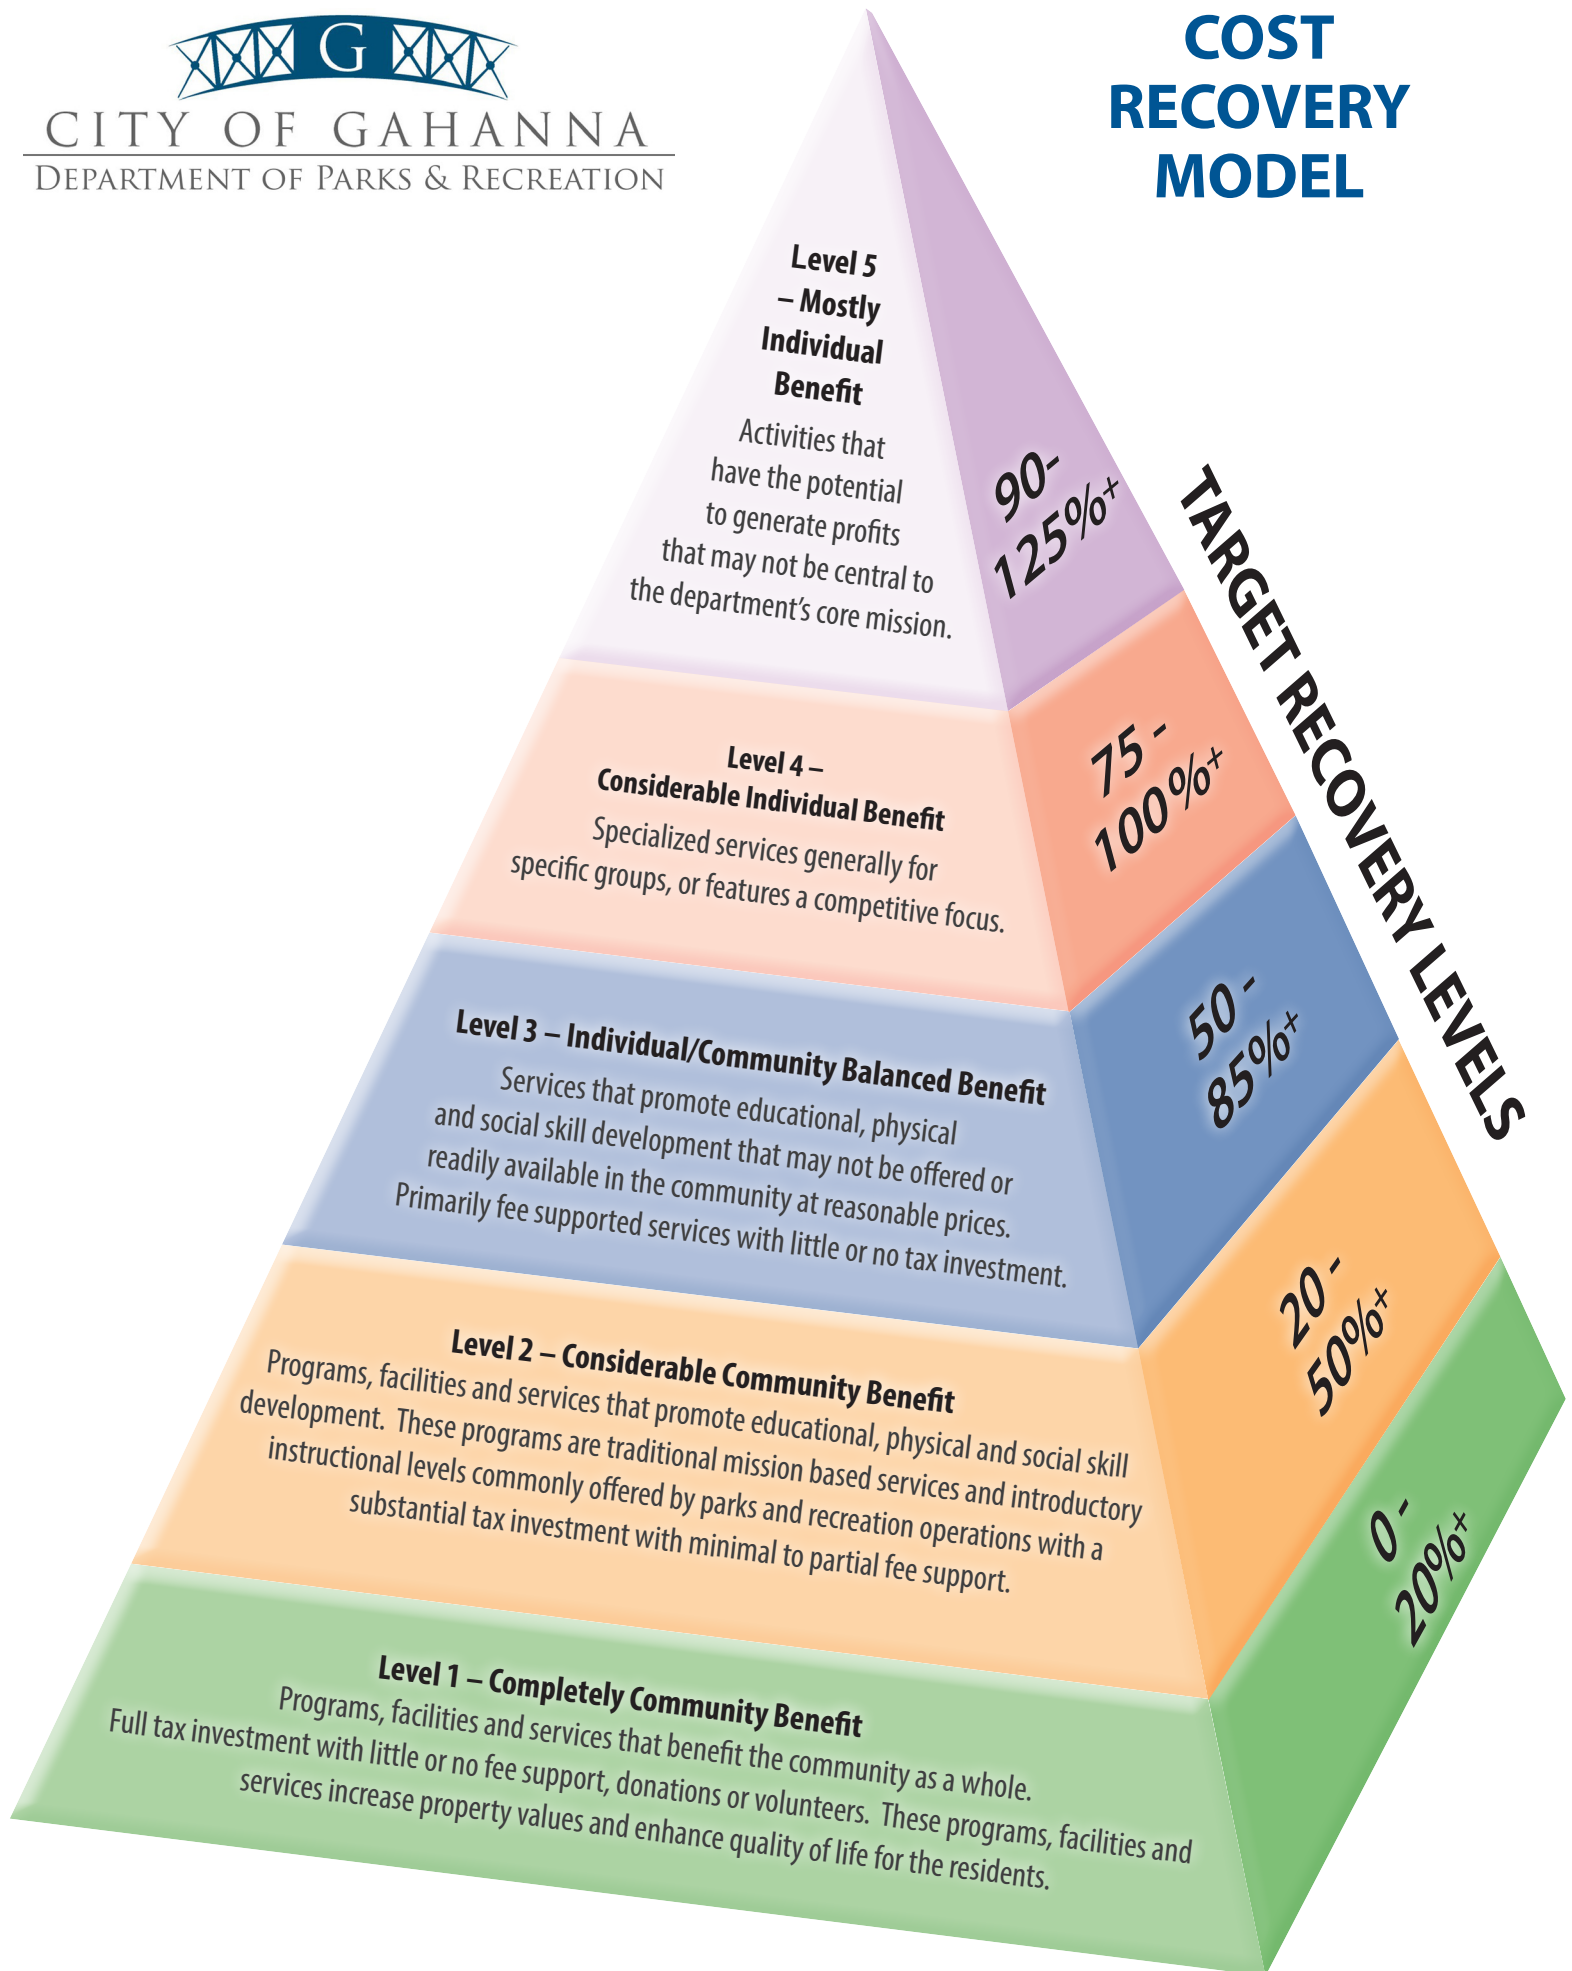 G
CITY OF GAHANNA
DEPARTMENT OF PARKS & RECREATION
COST
RECOVERY
MODEL
Level 5
– Mostly
Individual
Benefit
Activities that
have the potential
to generate profits
that may not be central to
the department's core mission.
90-
125%+
TARGET RECOVERY LEVELS
Level 4 –
Considerable Individual Benefit
Specialized services generally for
specific groups, or features a competitive focus.
75 -
100%+
Level 3 – Individual/Community Balanced Benefit
Services that promote educational, physical
and social skill development that may not be offered or
readily available in the community at reasonable prices.
Primarily fee supported services with little or no tax investment.
50 -
85%+
Level 2 – Considerable Community Benefit
Programs, facilities and services that promote educational, physical and social skill
development.  These programs are traditional mission based services and introductory
instructional levels commonly offered by parks and recreation operations with a
substantial tax investment with minimal to partial fee support.
20 -
50%+
Level 1 – Completely Community Benefit
Programs, facilities and services that benefit the community as a whole.
Full tax investment with little or no fee support, donations or volunteers.  These programs, facilities and
services increase property values and enhance quality of life for the residents.
0 -
20%+